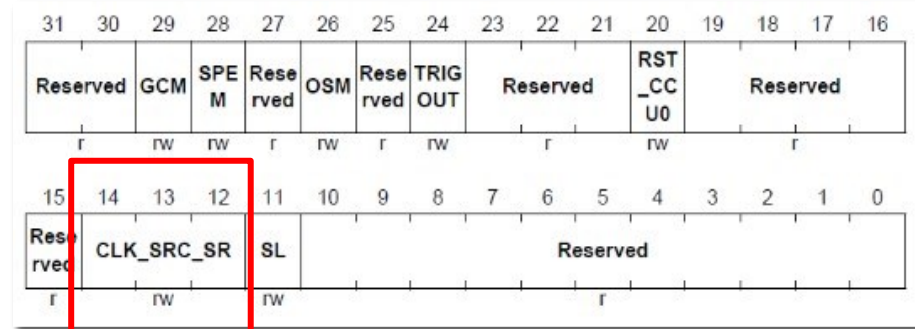 31 30 29 28 27 26 25 24 23 22 21 20 19 18 17 16
Reserved GCM SPE M Rese rved OSM Rese rved TRIG OUT Reserved RST _CC U0 Reserved
r rw rw r rw r rw r rw r
15 14 13 12 11 10 9 8 7 6 5 4 3 2 1 0
Rese rved CLK_SRC_SR SL Reserved
r rw rw r